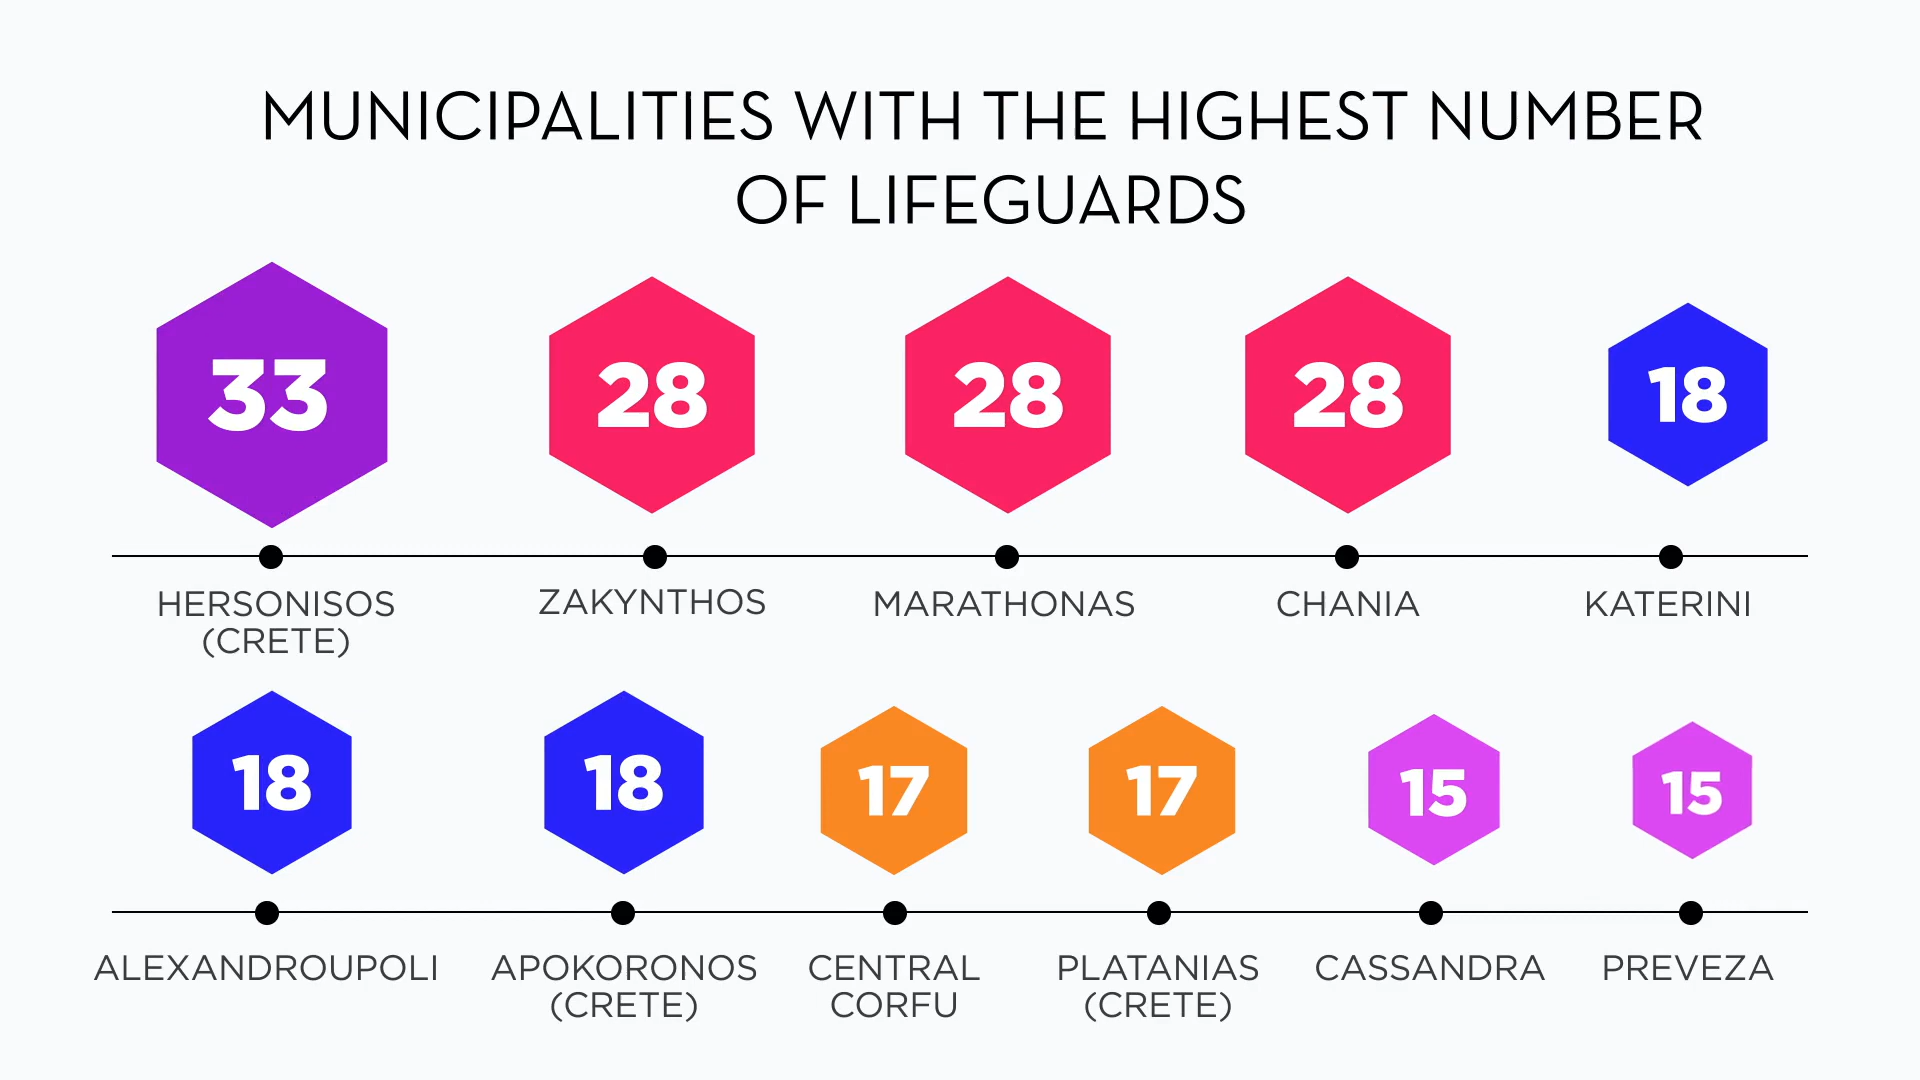 MUNICIPALITIES WITH THE HIGHEST NUMBER
OF LIFEGUARDS
33
28
28
28
18
HERSONISOS
(CRETE)
ZAKYNTHOS
MARATHONAS
CHANIA
KATERINI
18
18
17
17
15
15
ALEXANDROUPOLI
APOKORONOS
(CRETE)
CENTRAL
CORFU
PLATANIAS
(CRETE)
CASSANDRA
PREVEZA